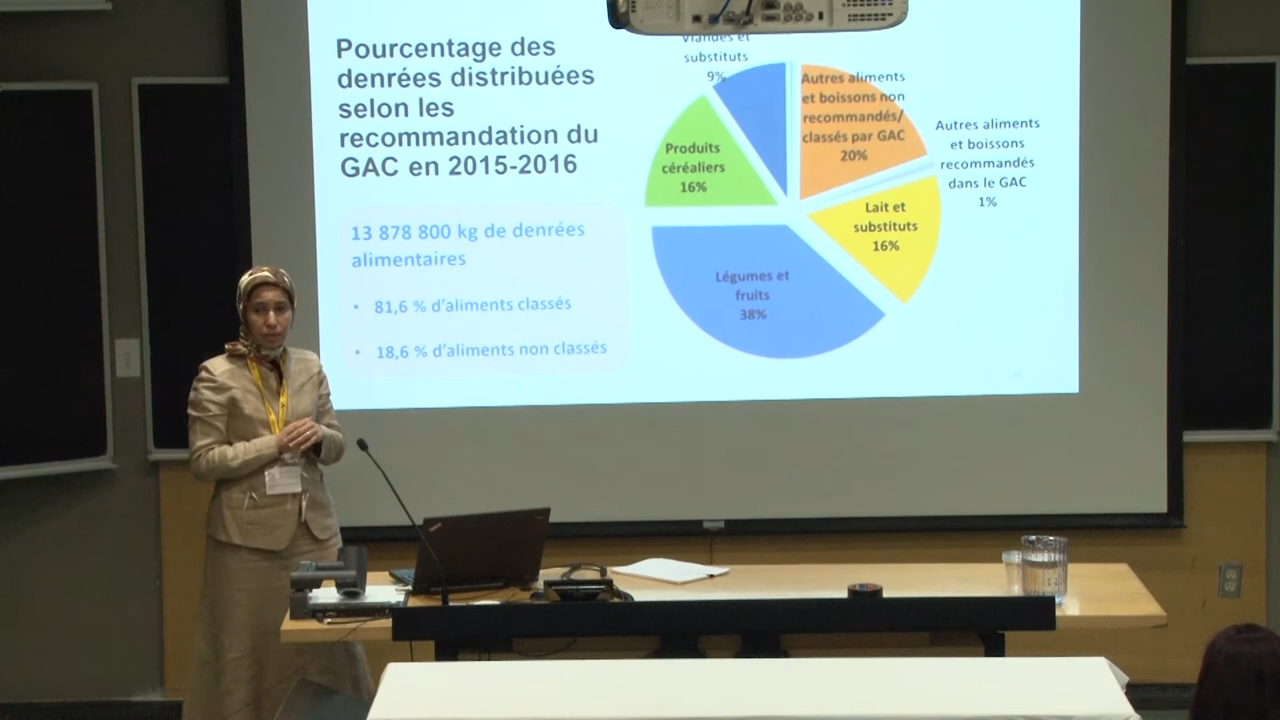 Pourcentage des
denrées distribuées
selon les
recommandation du
GAC en 2015-2016
13 878 800 kg de denrées
alimentaires
• 81,6 % d'aliments classés
• 18,6 % d'aliments non classés
Viandes et
substituts
9%
Autres aliments
et boissons non
recommandés/
classés par GAC
20%
Autres aliments
et boissons
recommandés
dans le GAC
1%
Produits
céréaliers
16%
Lait et
substituts
16%
Légumes et
fruits
38%